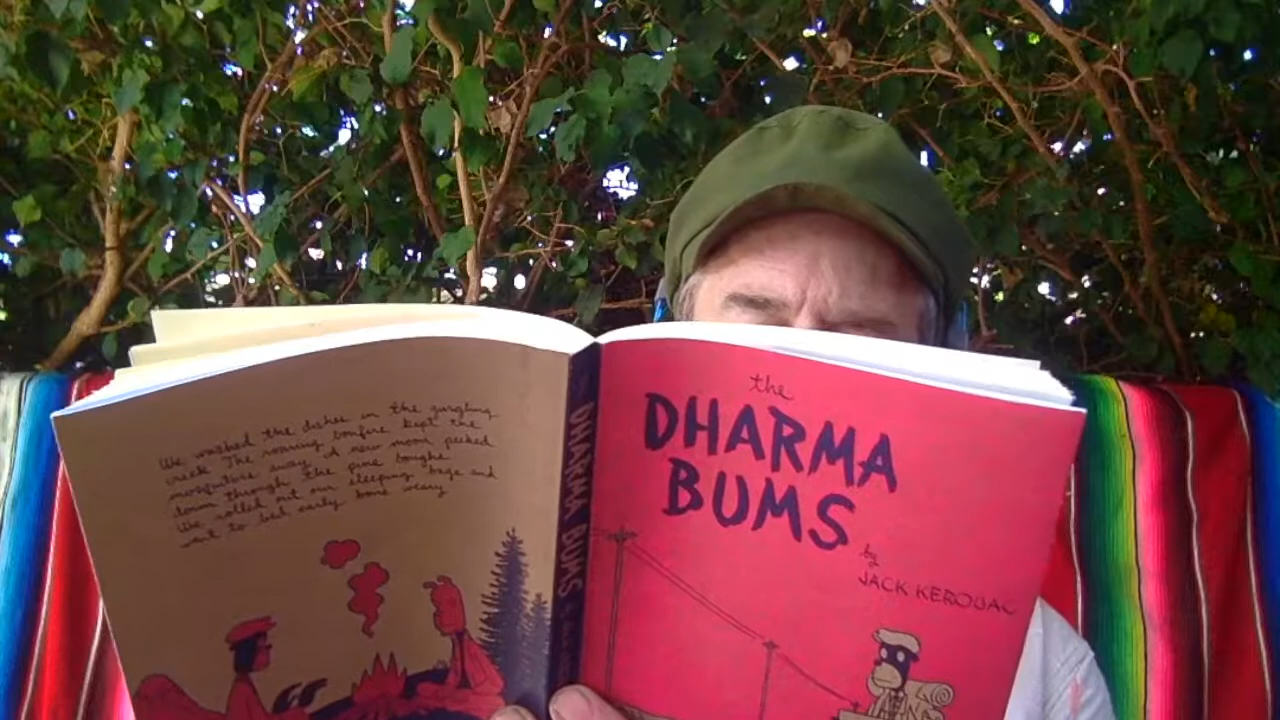 We washed the dishes in the gurgling
creek The roaring bonfire kept the
mosquitoes away A new moon peeked
down through the pine boughs
We rolled out our sleeping bags and
went to bed early bone weary
DHARMA BUMS
the
DHARMA
BUMS
by
JACK KEROUAC